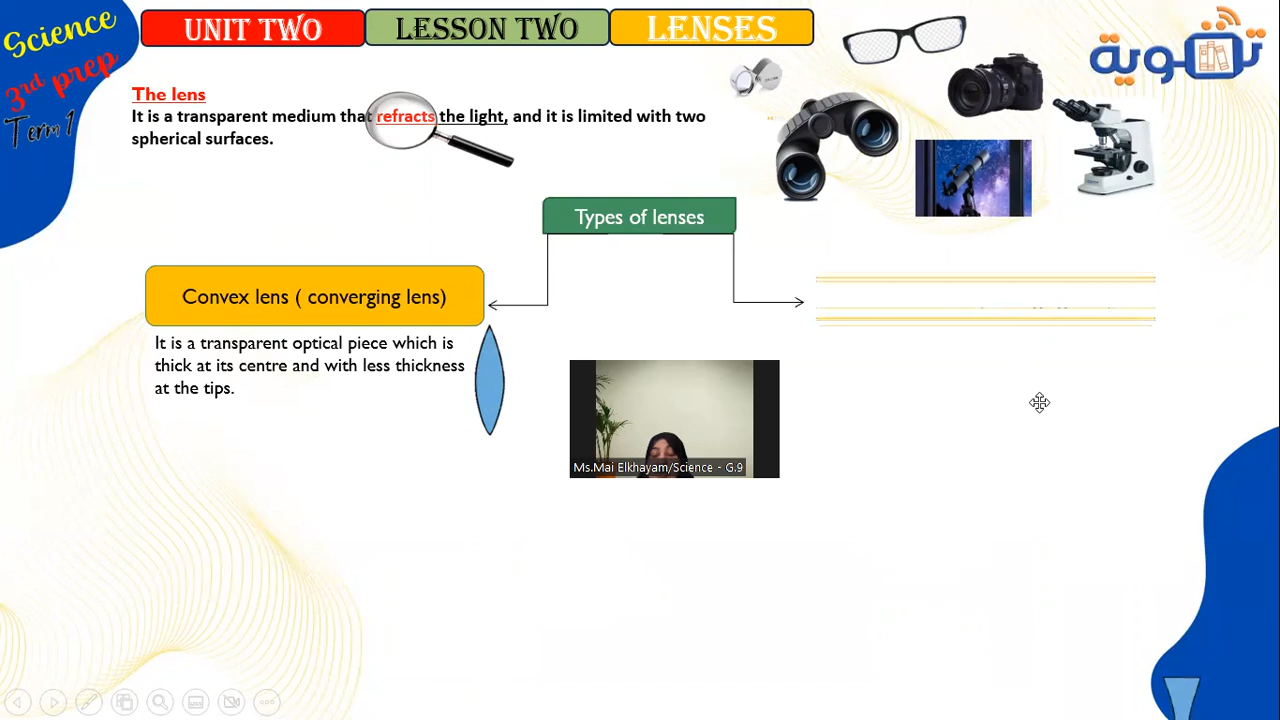 Science
3rd prep
Term 1
UNIT TWO
LESSON TWO
LENSES
تقوية
The lens
It is a transparent medium that refracts the light, and it is limited with two
spherical surfaces.
Types of lenses
Convex lens ( converging lens)
It is a transparent optical piece which is
thick at its centre and with less thickness
at the tips.
Ms.Mai Elkhayam/Science - G.9